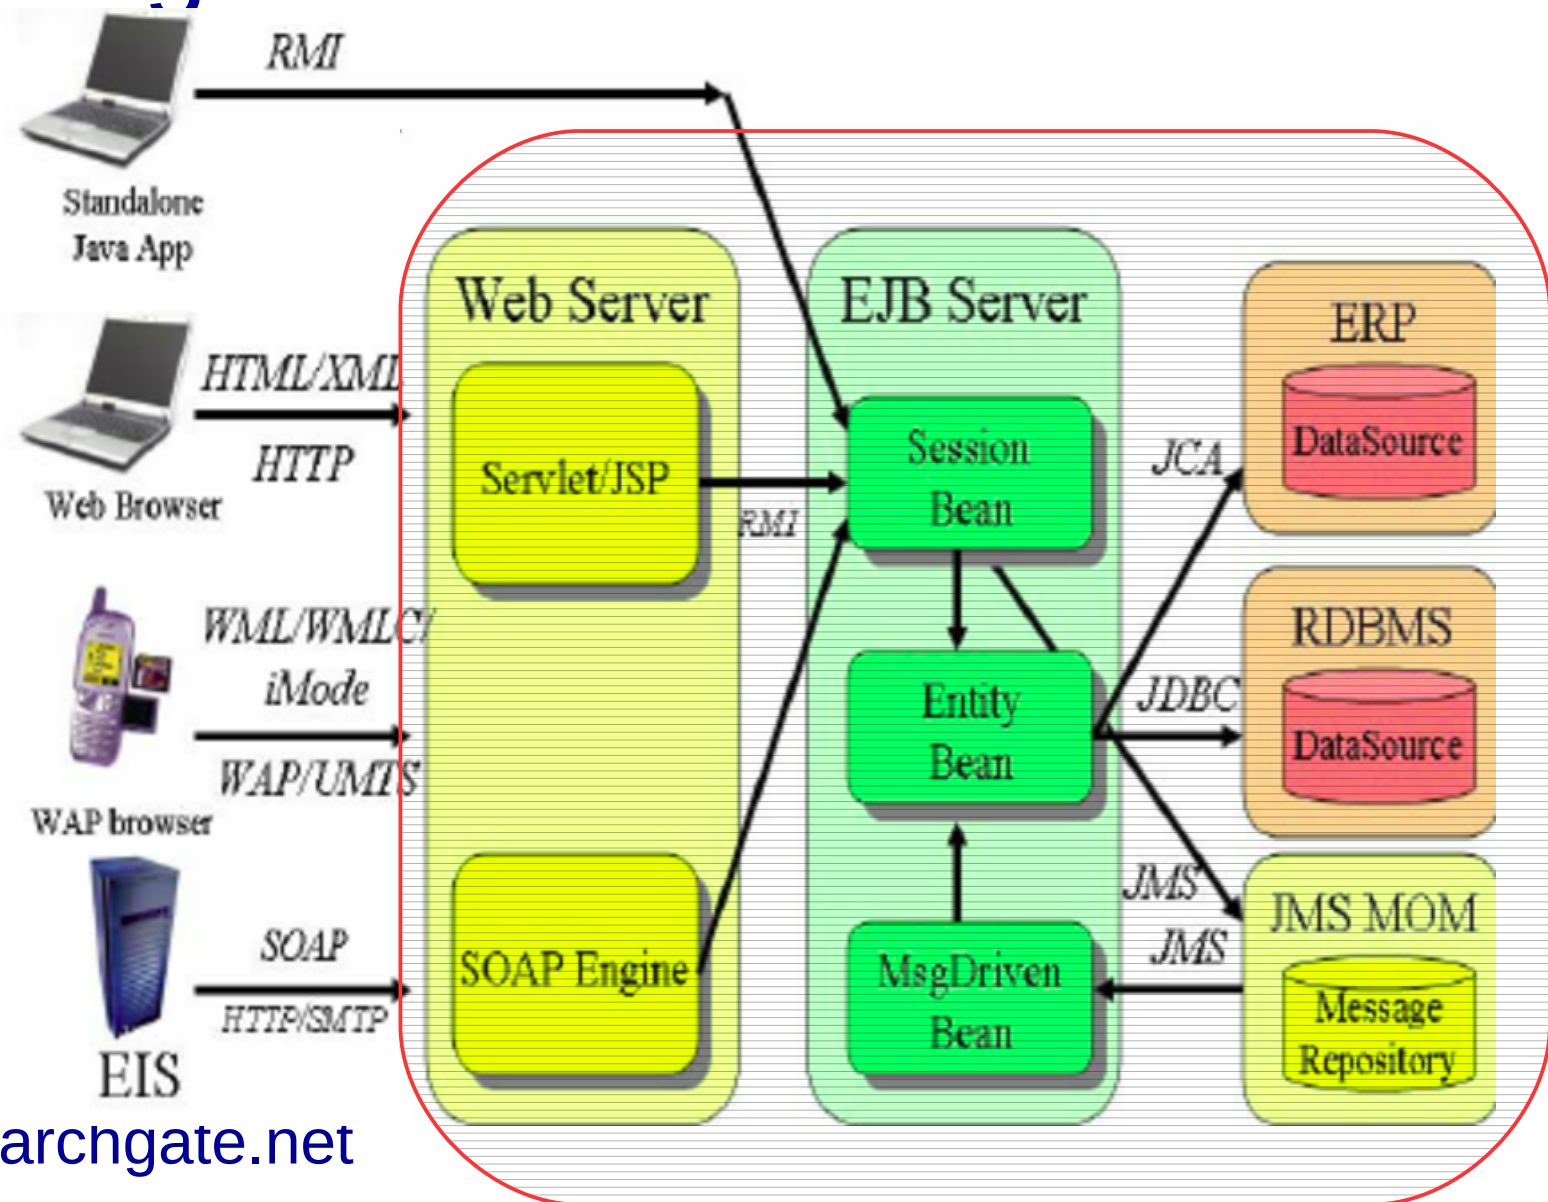 RMI
Standalone
Java App
HTML/XML
HTTP
Web Browser
WML/WMLC/
iMode
WAP/UMTS
WAP browser
SOAP
HTTP/SMTP
EIS
archgate.net
Web Server
Servlet/JSP
SOAP Engine
RMI
EJB Server
Session
Bean
Entity
Bean
MsgDriven
Bean
JCA
JDBC
JMS
JMS
ERP
DataSource
RDBMS
DataSource
JMS MOM
Message
Repository